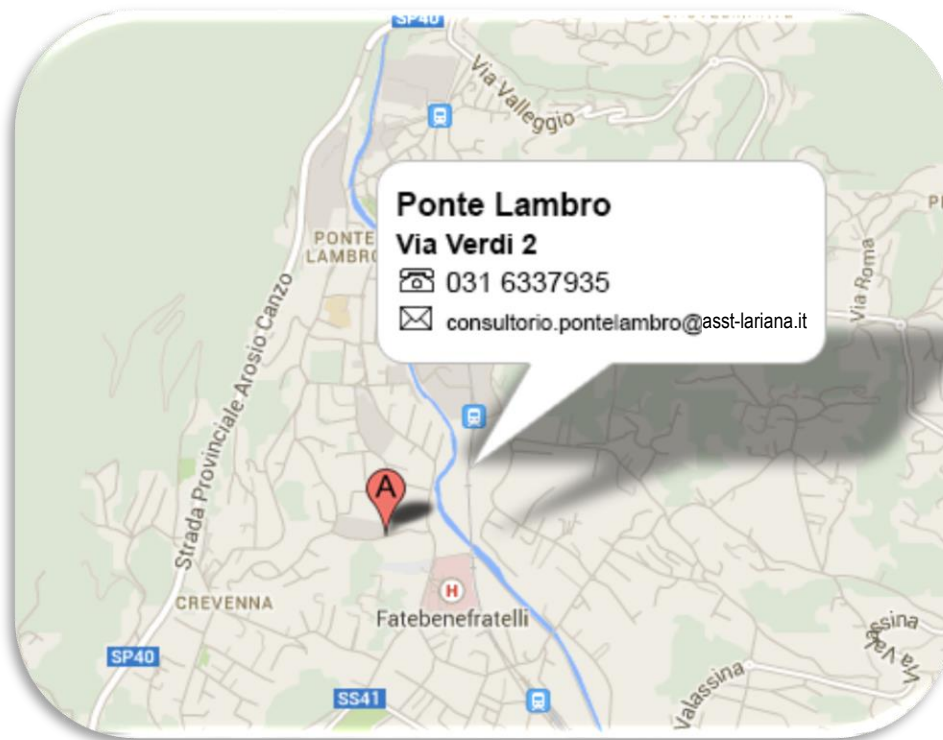 SP40
Via Valleggio
Ponte Lambro
Via Verdi 2
031 6337935
consultorio.pontelambro@asst-lariana.it
PONTE
LAMBRO
Via Roma
Strada Provinciale Arosio Canzo
A
H
Fatebenefratelli
CREVENNA
SP40
SS41
Valassina